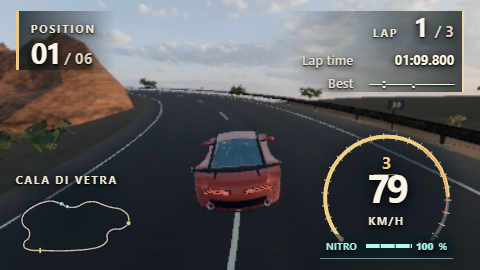 POSITION
01 / 06
LAP 1 / 3
Lap time 01:09.800
Best --:--.---
CALA DI VETRA
3
79
KM/H
NITRO 100 %